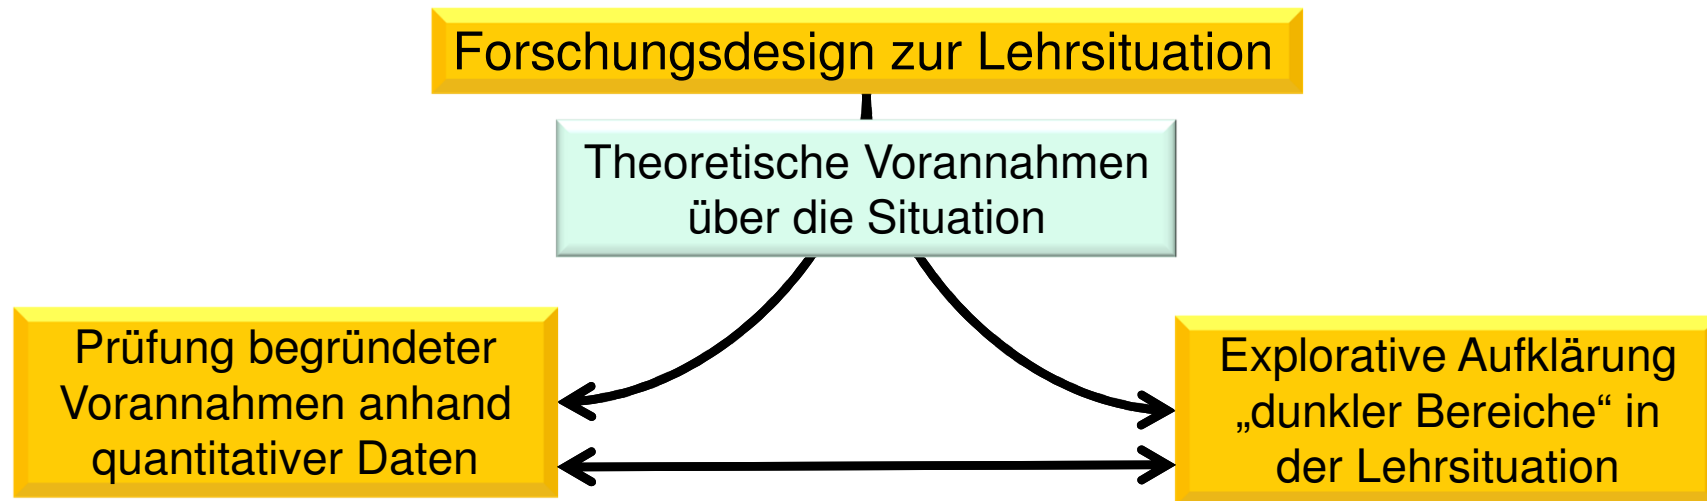 Forschungsdesign zur Lehrsituation
Theoretische Vorannahmen
über die Situation
Prüfung begründeter
Vorannahmen anhand
quantitativer Daten
Explorative Aufklärung
„dunkler Bereiche“ in
der Lehrsituation